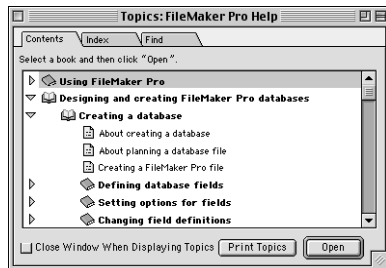 Topics: FileMaker Pro Help
Contents Index Find
Select a book and then click "Open".
Using FileMaker Pro
Designing and creating FileMaker Pro databases
Creating a database
About creating a database
About planning a database file
Creating a FileMaker Pro file
Defining database fields
Setting options for fields
Changing field definitions
Close Window When Displaying Topics Print Topics Open